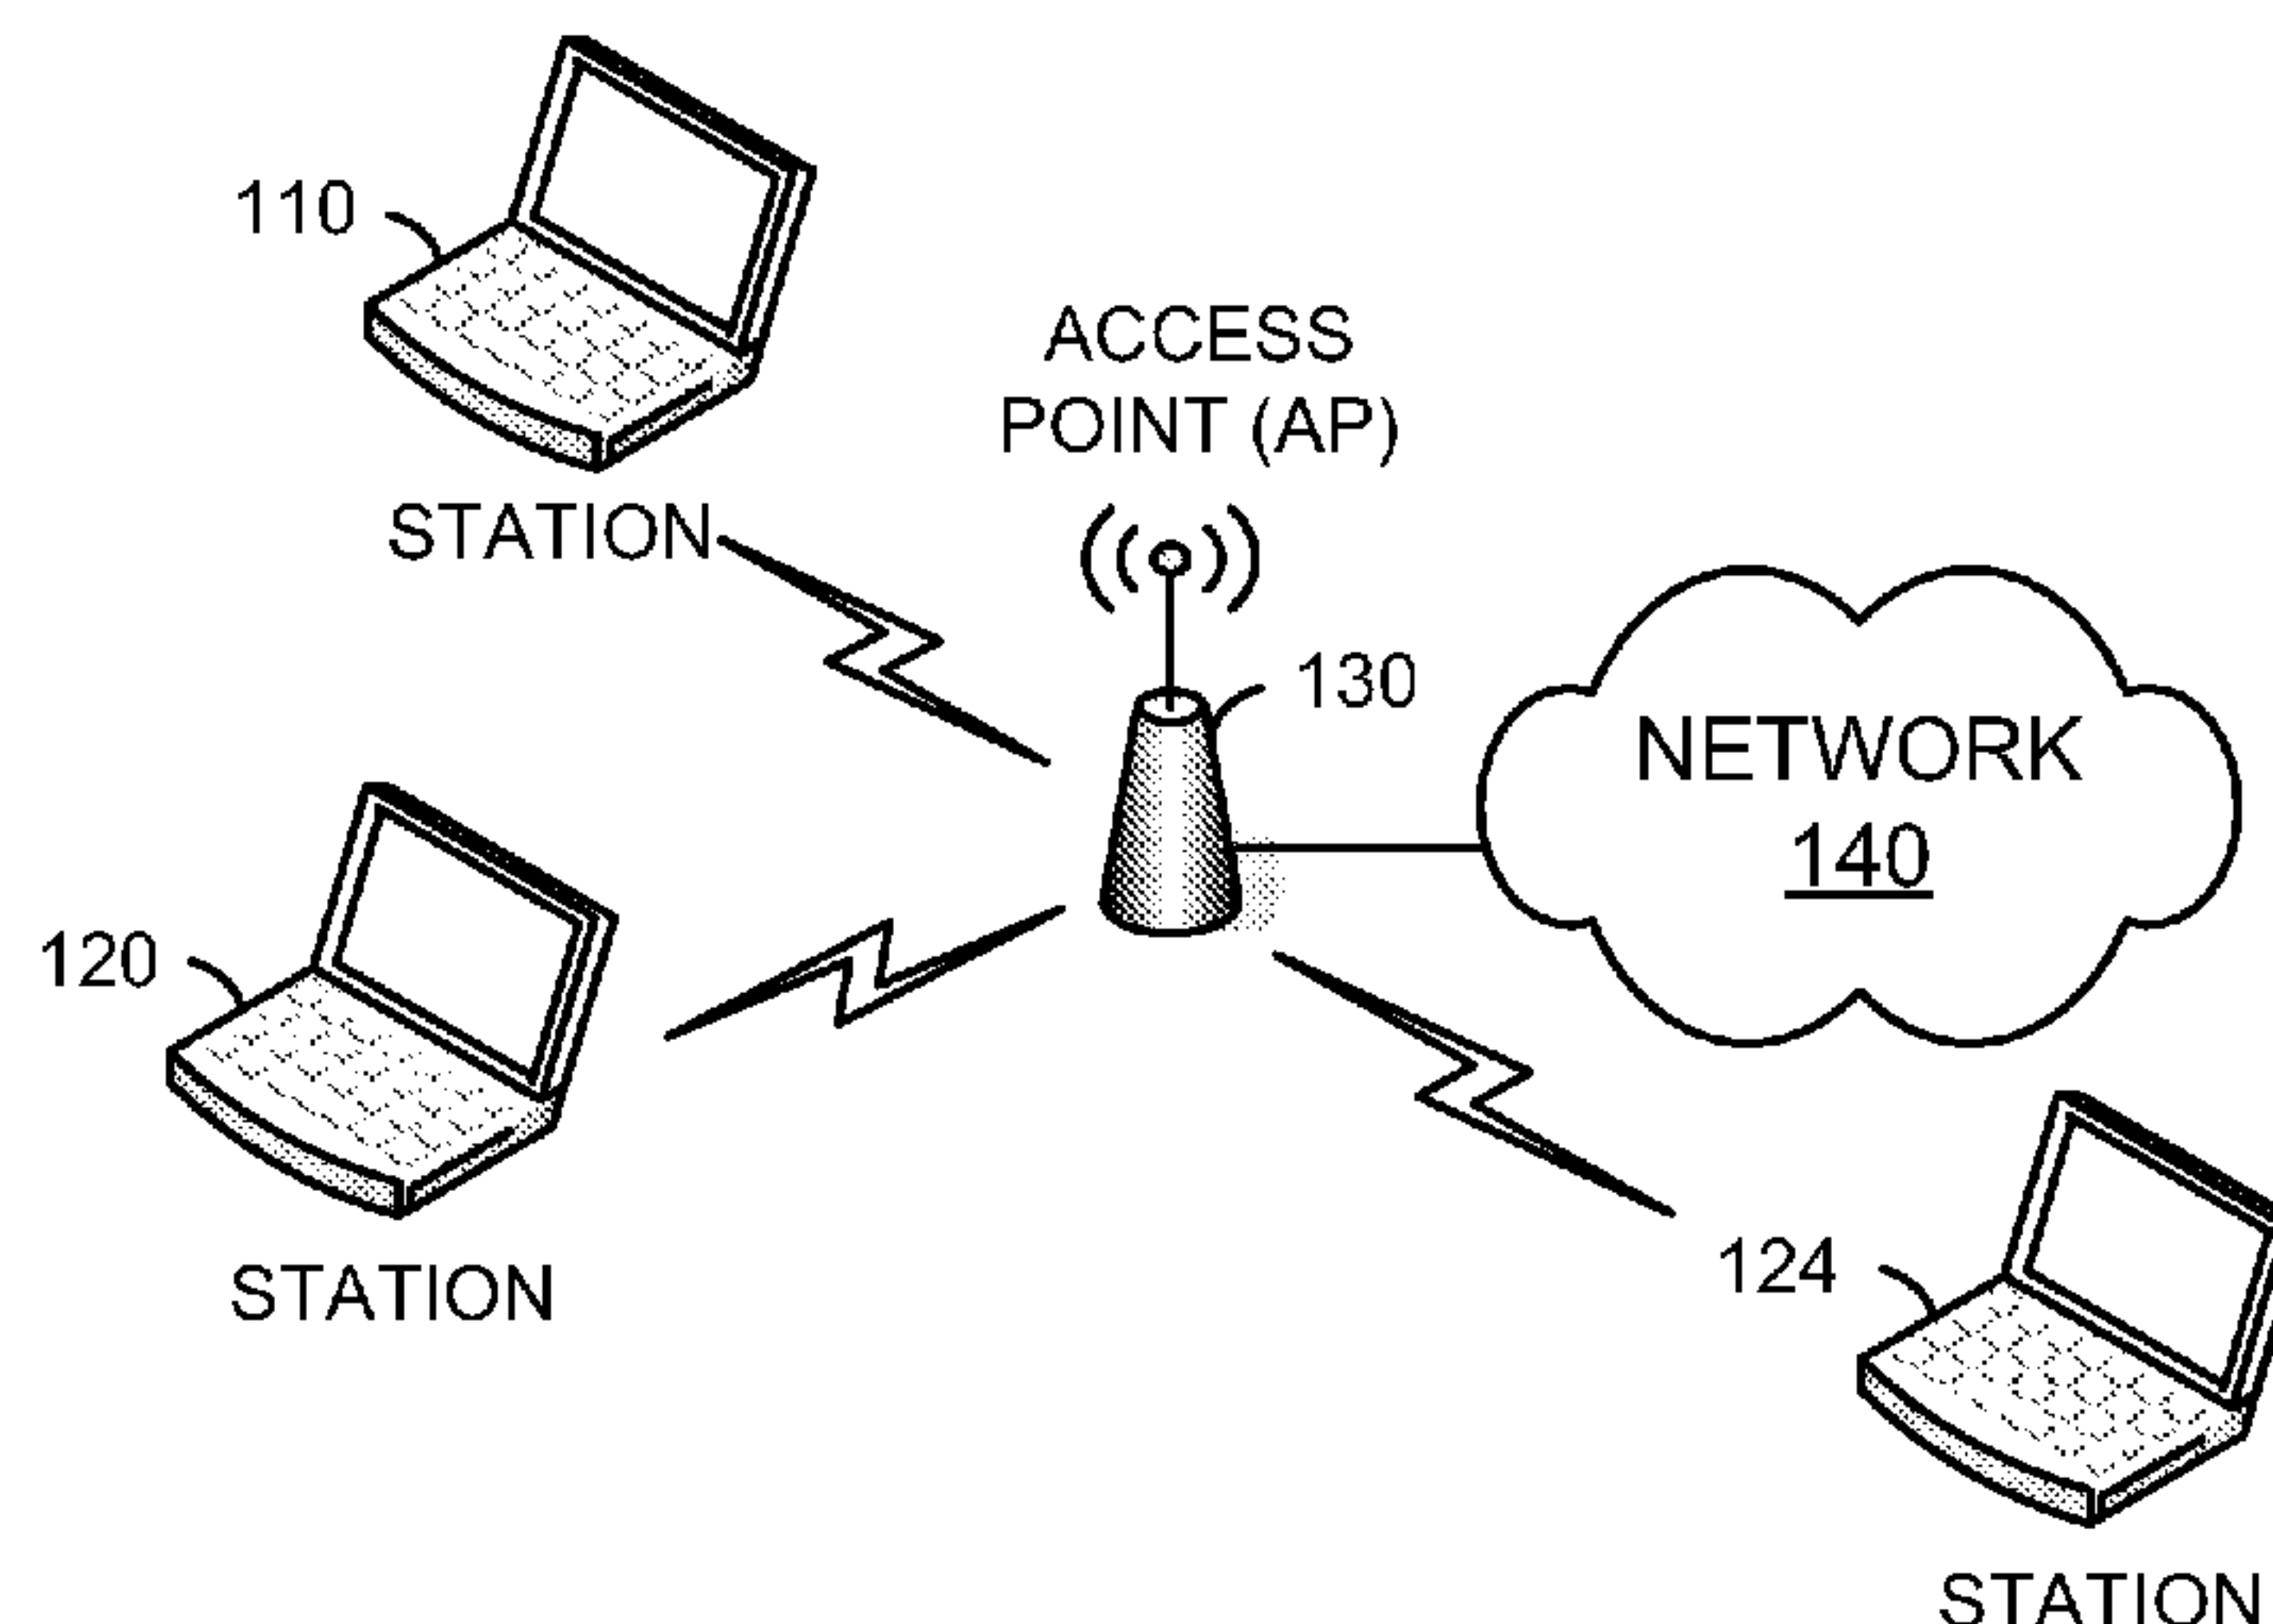 110
STATION
ACCESS
POINT (AP)
130
NETWORK
140
120
STATION
124
STATION